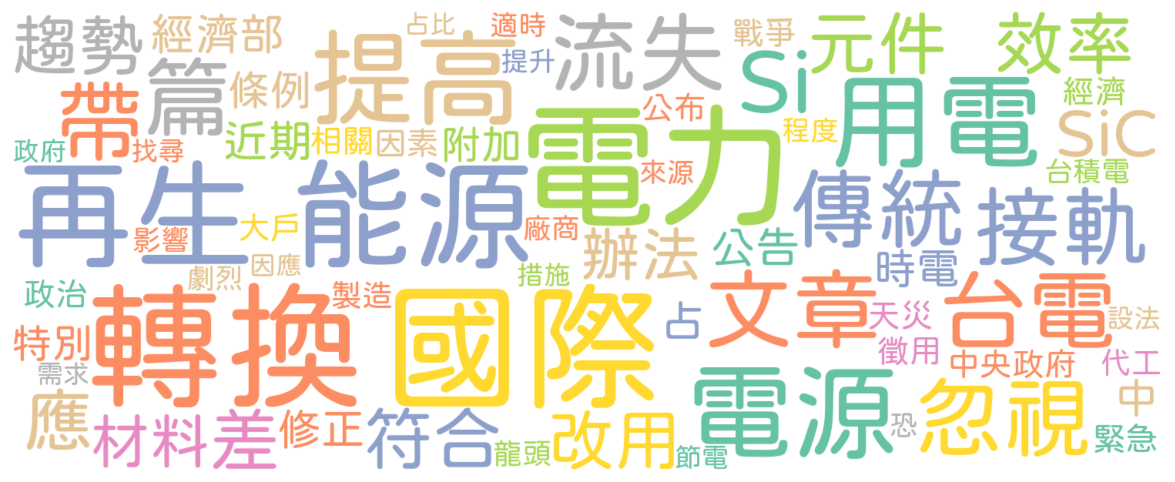 趨勢
經濟部
占比
適時
流失
戰爭
元件
效率
提高
提升
篇
條例
公布
Si
用電
經濟
SiC
帶
近期
相關
因素
附加
電力
程度
政府
找尋
來源
台積電
再生能源
傳統
接軌
影響
大戶
廠商
辦法
公告
時電
劇烈
因應
措施
政治
轉換
製造
國際
占
文章
天災
台電
設法
特別
徵用
中央政府
代工
需求
電源
忽視
中
應
材料
差
修正
符合
龍頭
改用
節電
恐
緊急